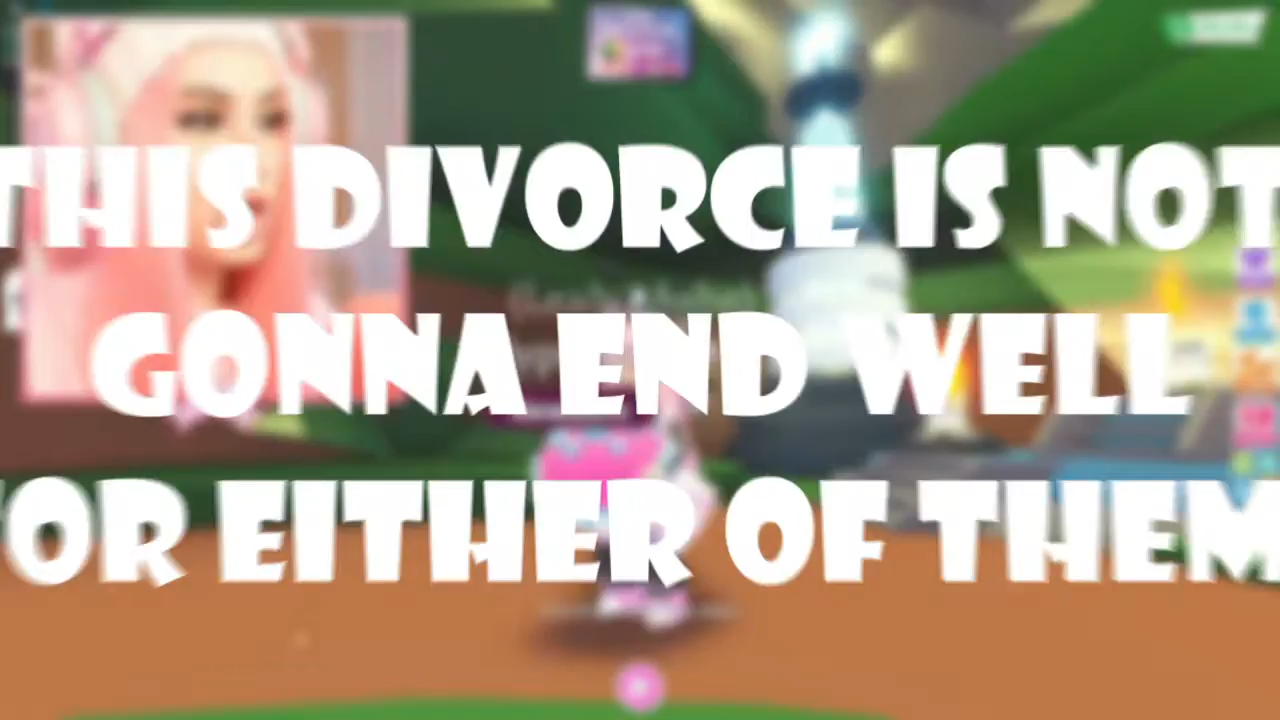 THIS DIVORCE IS NOT
GONNA END WELL
FOR EITHER OF THEM